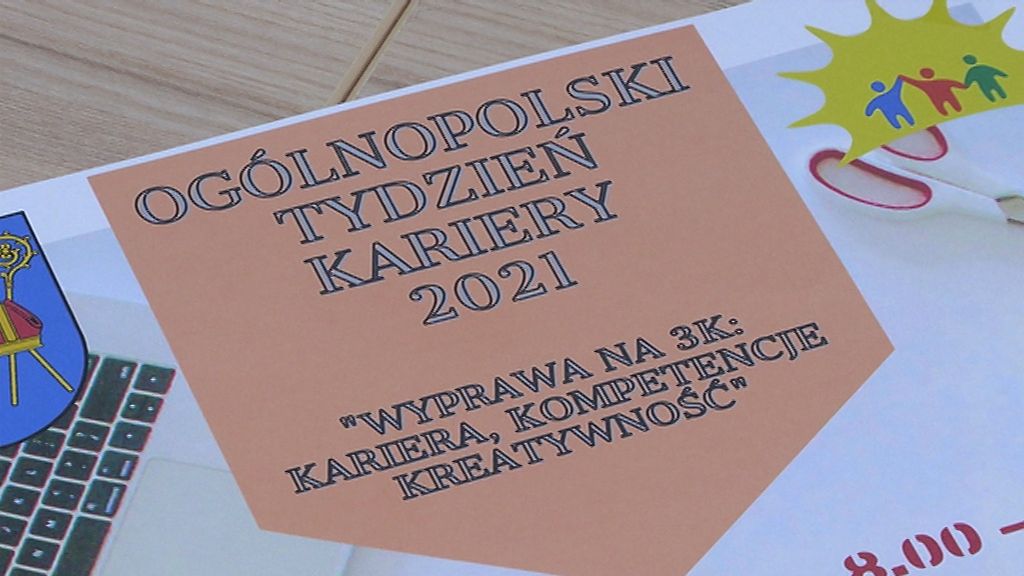 OGÓLNOPOLSKI
TYDZIEŃ
KARIERY
2021
"WYPRAWA NA 3K:
KARIERA, KOMPETENCJE
KREATYWNOŚĆ"
8.00 –